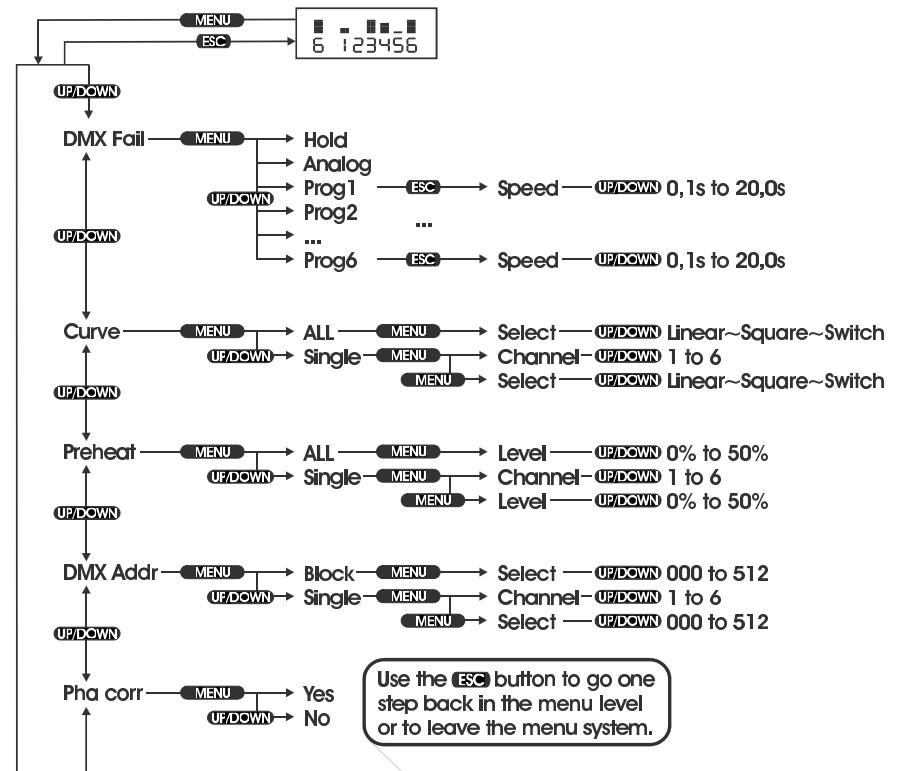 MENU
ESC
6 123456
UP/DOWN
DMX Fail MENU Hold
Analog
Prog1 ESC Speed UP/DOWN 0,1s to 20,0s
UP/DOWN
Prog2 ...
...
Prog6 ESC Speed UP/DOWN 0,1s to 20,0s
UP/DOWN
Curve MENU ALL MENU Select UP/DOWN Linear~Square~Switch
UP/DOWN Single MENU Channel UP/DOWN 1 to 6
MENU Select UP/DOWN Linear~Square~Switch
UP/DOWN
Preheat MENU ALL MENU Level UP/DOWN 0% to 50%
UP/DOWN Single MENU Channel UP/DOWN 1 to 6
MENU Level UP/DOWN 0% to 50%
UP/DOWN
DMX Addr MENU Block MENU Select UP/DOWN 000 to 512
UP/DOWN Single MENU Channel UP/DOWN 1 to 6
MENU Select UP/DOWN 000 to 512
UP/DOWN
Pha corr MENU Yes
UP/DOWN No
Use the ESC button to go one
step back in the menu level
or to leave the menu system.